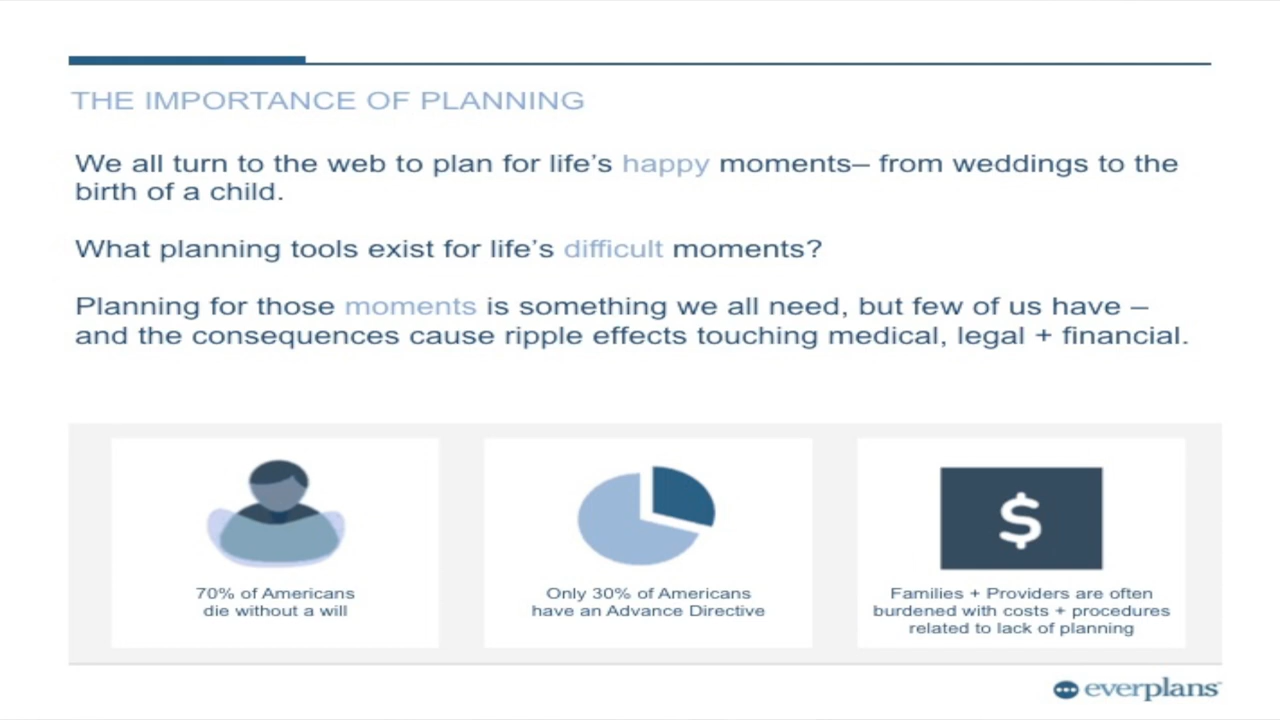 THE IMPORTANCE OF PLANNING
We all turn to the web to plan for life’s happy moments– from weddings to the
birth of a child.
What planning tools exist for life’s difficult moments?
Planning for those moments is something we all need, but few of us have –
and the consequences cause ripple effects touching medical, legal + financial.
$
70% of Americans
die without a will
Only 30% of Americans
have an Advance Directive
Families + Providers are often
burdened with costs + procedures
related to lack of planning
everplans